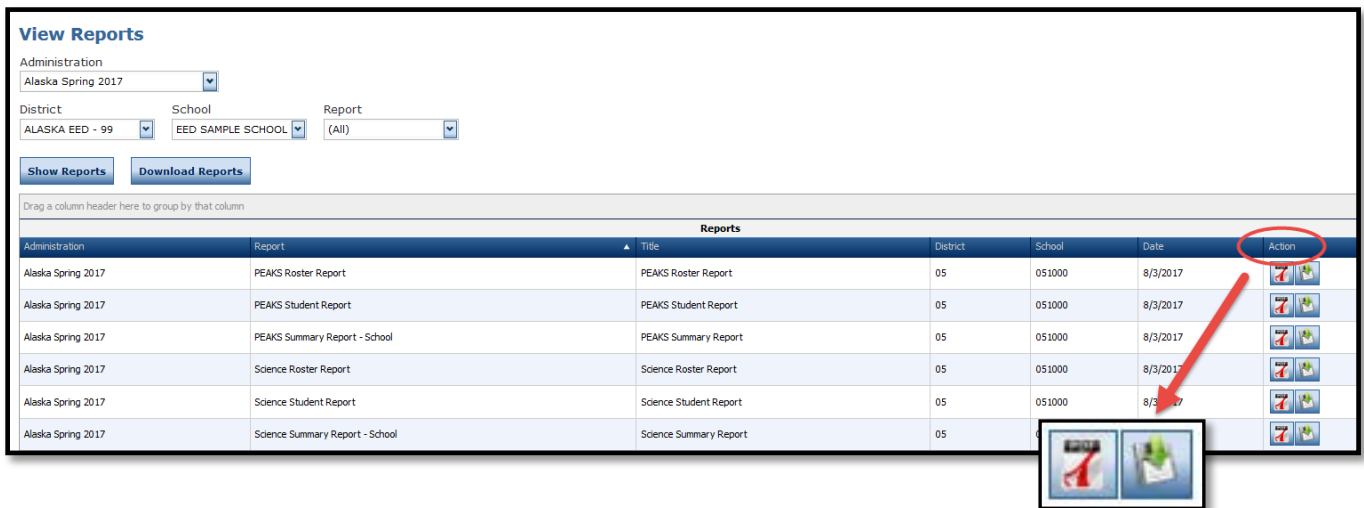 View Reports
Administration
Alaska Spring 2017
District School Report
ALASKA EED - 99 EED SAMPLE SCHOOL (All)
Show Reports Download Reports
Drag a column header here to group by that column
Reports
Administration Report Title District School Date Action
Alaska Spring 2017 PEAKS Roster Report PEAKS Roster Report 05 051000 8/3/2017
Alaska Spring 2017 PEAKS Student Report PEAKS Student Report 05 051000 8/3/2017
Alaska Spring 2017 PEAKS Summary Report - School PEAKS Summary Report 05 051000 8/3/2017
Alaska Spring 2017 Science Roster Report Science Roster Report 05 051000 8/3/2017
Alaska Spring 2017 Science Student Report Science Student Report 05 051000
Alaska Spring 2017 Science Summary Report - School Science Summary Report 05